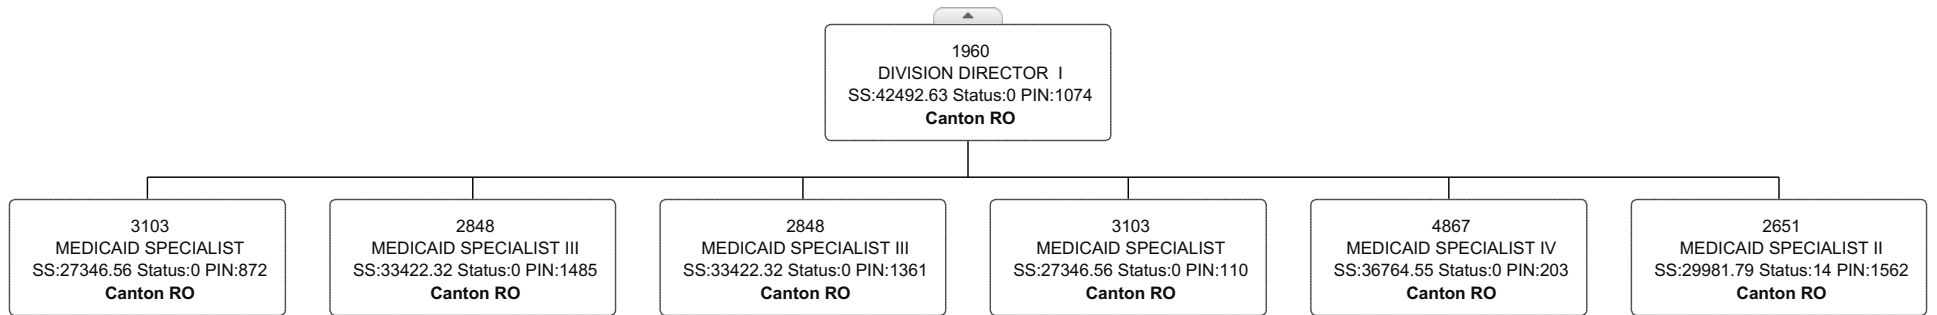 1960
DIVISION DIRECTOR  I
SS:42492.63 Status:0 PIN:1074
Canton RO
3103
MEDICAID SPECIALIST
SS:27346.56 Status:0 PIN:872
Canton RO
2848
MEDICAID SPECIALIST III
SS:33422.32 Status:0 PIN:1485
Canton RO
2848
MEDICAID SPECIALIST III
SS:33422.32 Status:0 PIN:1361
Canton RO
3103
MEDICAID SPECIALIST
SS:27346.56 Status:0 PIN:110
Canton RO
4867
MEDICAID SPECIALIST IV
SS:36764.55 Status:0 PIN:203
Canton RO
2651
MEDICAID SPECIALIST II
SS:29981.79 Status:14 PIN:1562
Canton RO